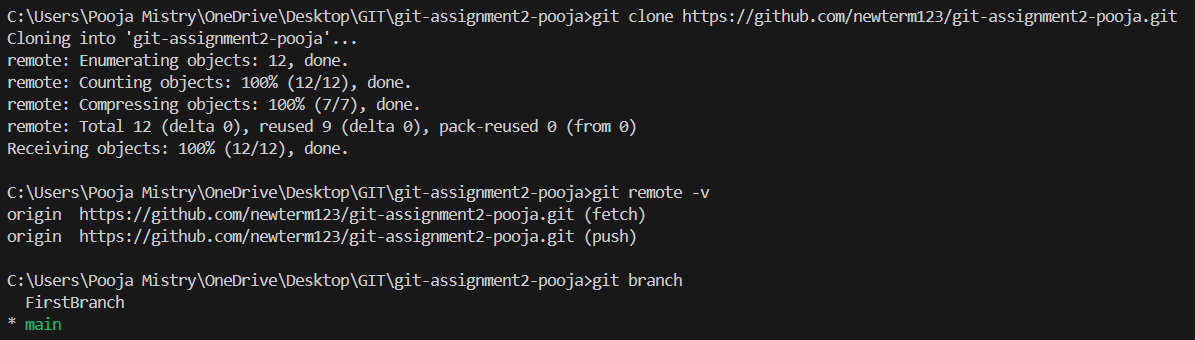 C:\Users\Pooja Mistry\OneDrive\Desktop\GIT\git-assignment2-pooja>git clone https://github.com/newterm123/git-assignment2-pooja.git
Cloning into 'git-assignment2-pooja'...
remote: Enumerating objects: 12, done.
remote: Counting objects: 100% (12/12), done.
remote: Compressing objects: 100% (7/7), done.
remote: Total 12 (delta 0), reused 9 (delta 0), pack-reused 0 (from 0)
Receiving objects: 100% (12/12), done.
C:\Users\Pooja Mistry\OneDrive\Desktop\GIT\git-assignment2-pooja>git remote -v
origin  https://github.com/newterm123/git-assignment2-pooja.git (fetch)
origin  https://github.com/newterm123/git-assignment2-pooja.git (push)
C:\Users\Pooja Mistry\OneDrive\Desktop\GIT\git-assignment2-pooja>git branch
  FirstBranch
* main